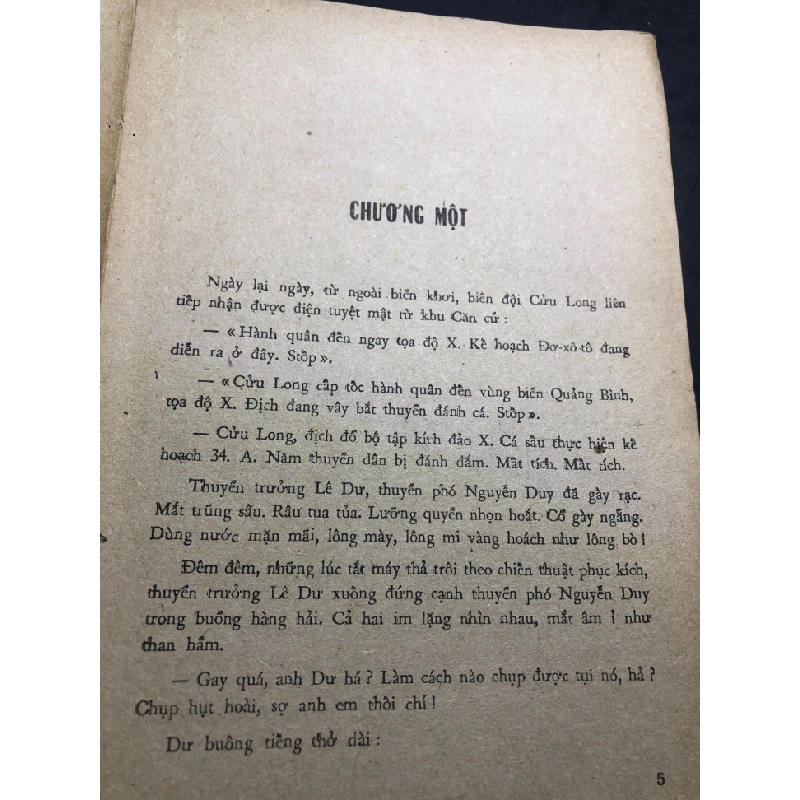 CHƯƠNG MỘT
Ngày lại ngày, từ ngoài biển khơi, biên đội Cửu Long liên
tiếp nhận được điện tuyệt mật từ khu Căn cứ :
— « Hành quân đến ngay tọa độ X. Kế hoạch Đơ-xô-tô đang
diễn ra ở đây. Stốp ».
— « Cửu Long cấp tốc hành quân đến vùng biển Quảng Bình,
tọa độ X. Địch đang vây bắt thuyền đánh cá. Stốp ».
— Cửu Long, địch đổ bộ tập kích đảo X. Cá sấu thực hiện kế
hoạch 34. A. Năm thuyền dân bị đánh đắm. Mất tích. Mất tích.
Thuyền trưởng Lê Dư, thuyền phó Nguyễn Duy đã gầy rạc.
Mắt trũng sâu. Râu tua tủa. Lưỡng quyền nhọn hoắt. Cổ gầy ngẳng.
Dùng nước mặn mãi, lông mày, lông mi vàng hoách như lông bò !
Đêm đêm, những lúc tắt máy thả trôi theo chiến thuật phục kích,
thuyền trưởng Lê Dư xuống đứng cạnh thuyền phó Nguyễn Duy
trong buồng hàng hải. Cả hai im lặng nhìn nhau, mắt âm ỉ như
than hầm.
— Gay quá, anh Dư há ? Làm cách nào chụp được tụi nó, hả ?
Chụp hụt hoài, sợ anh em thối chí !
Dư buông tiếng thở dài :
5